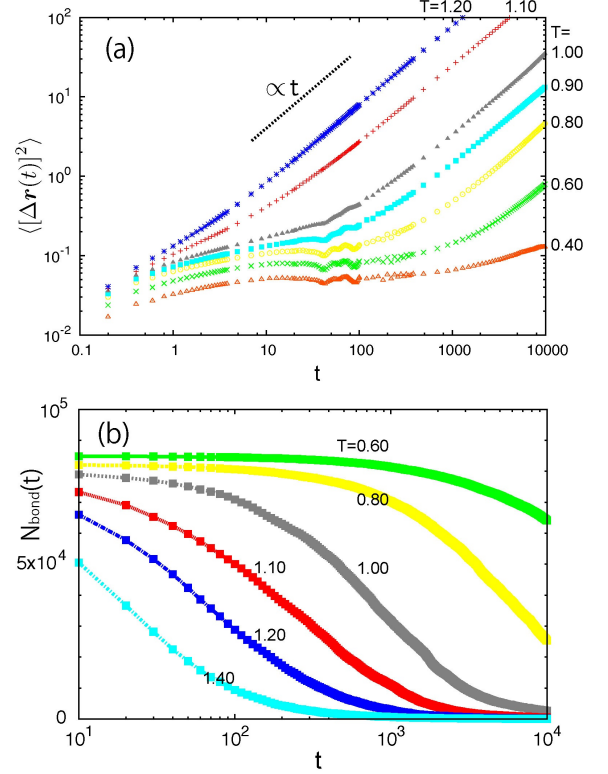 (a)
T=1.20
1.10
T=
1.00
0.90
0.80
0.60
0.40
∝ t
⟨[Δr(t)]²⟩
10²
10¹
10⁰
10⁻¹
10⁻²
0.1
1
10
100
1000
10000
t
(b)
T=0.60
0.80
1.00
1.10
1.20
1.40
N_bond(t)
10⁵
5x10⁴
0
10¹
10²
10³
10⁴
t